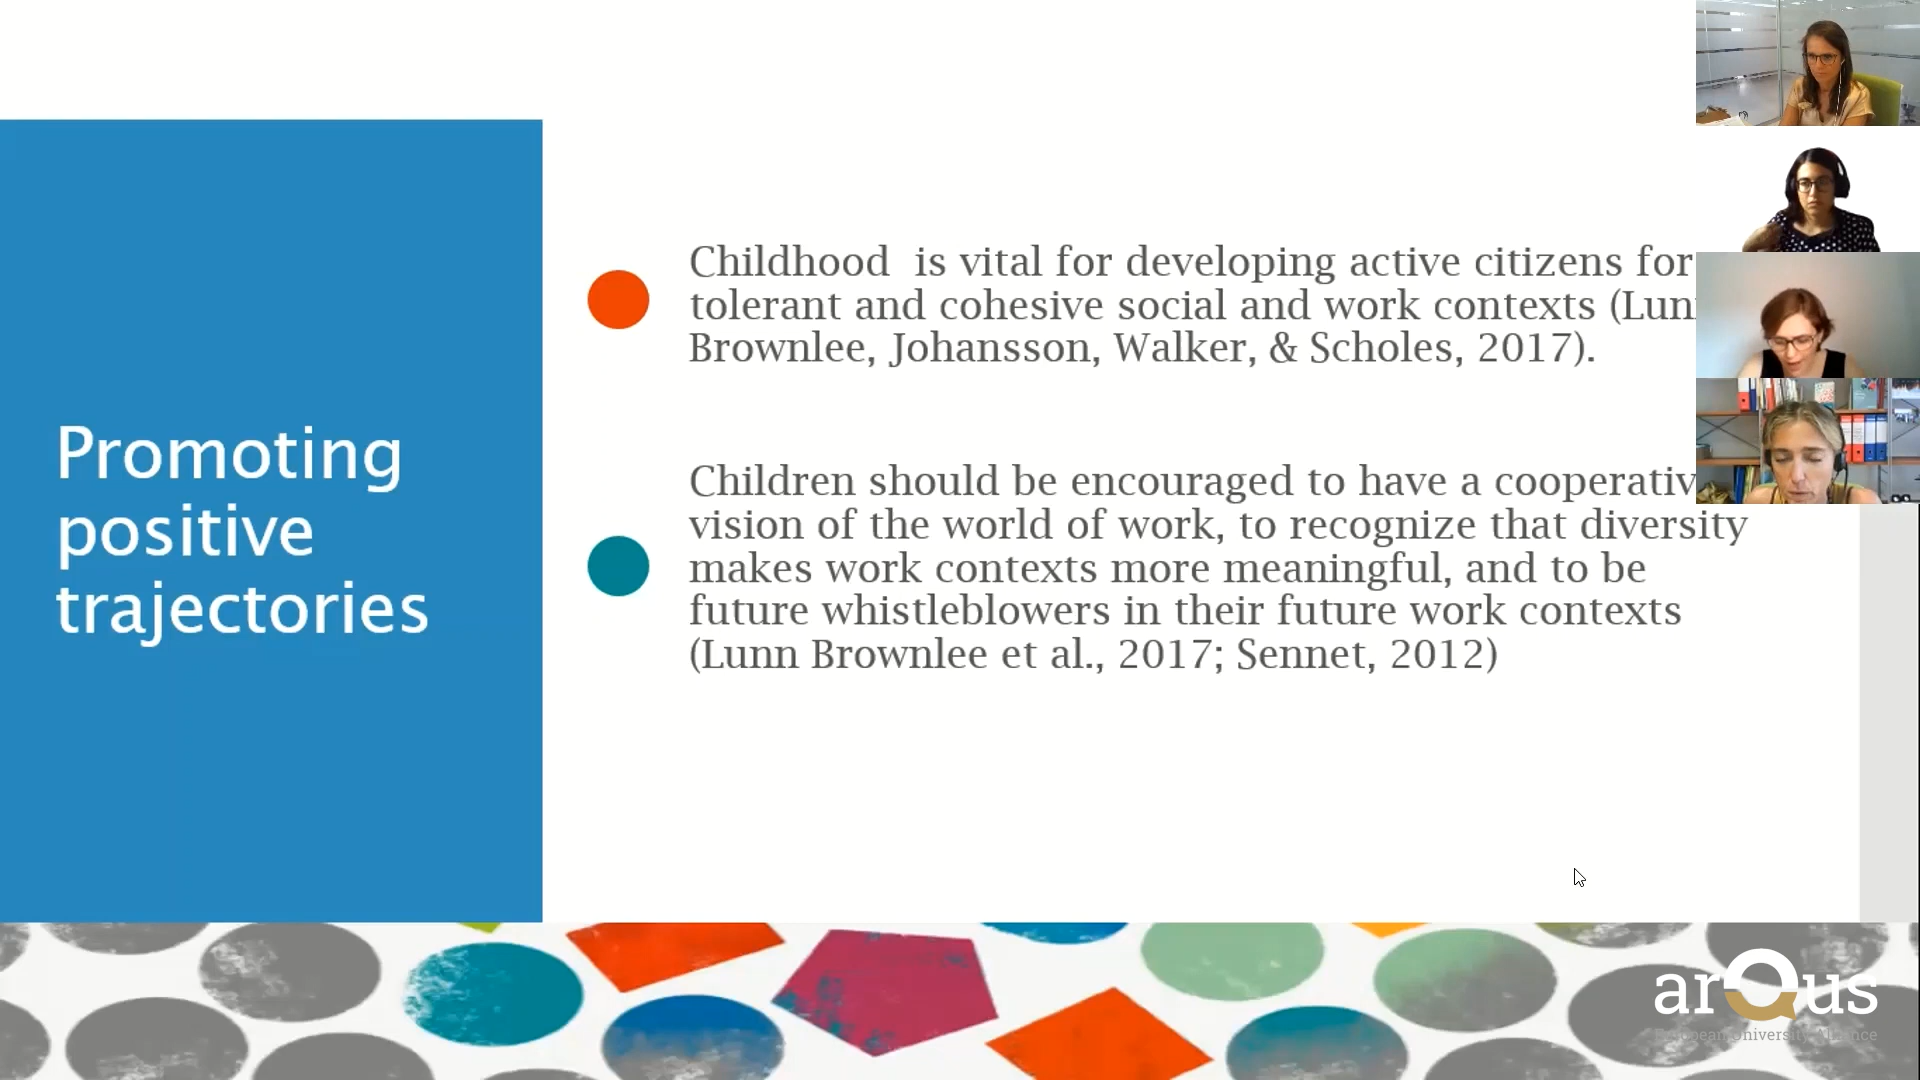 Promoting
positive
trajectories
Childhood is vital for developing active citizens for
tolerant and cohesive social and work contexts (Lun
Brownlee, Johansson, Walker, & Scholes, 2017).
Children should be encouraged to have a cooperativ
vision of the world of work, to recognize that diversity
makes work contexts more meaningful, and to be
future whistleblowers in their future work contexts
(Lunn Brownlee et al., 2017; Sennet, 2012)
arQus
European University Alliance